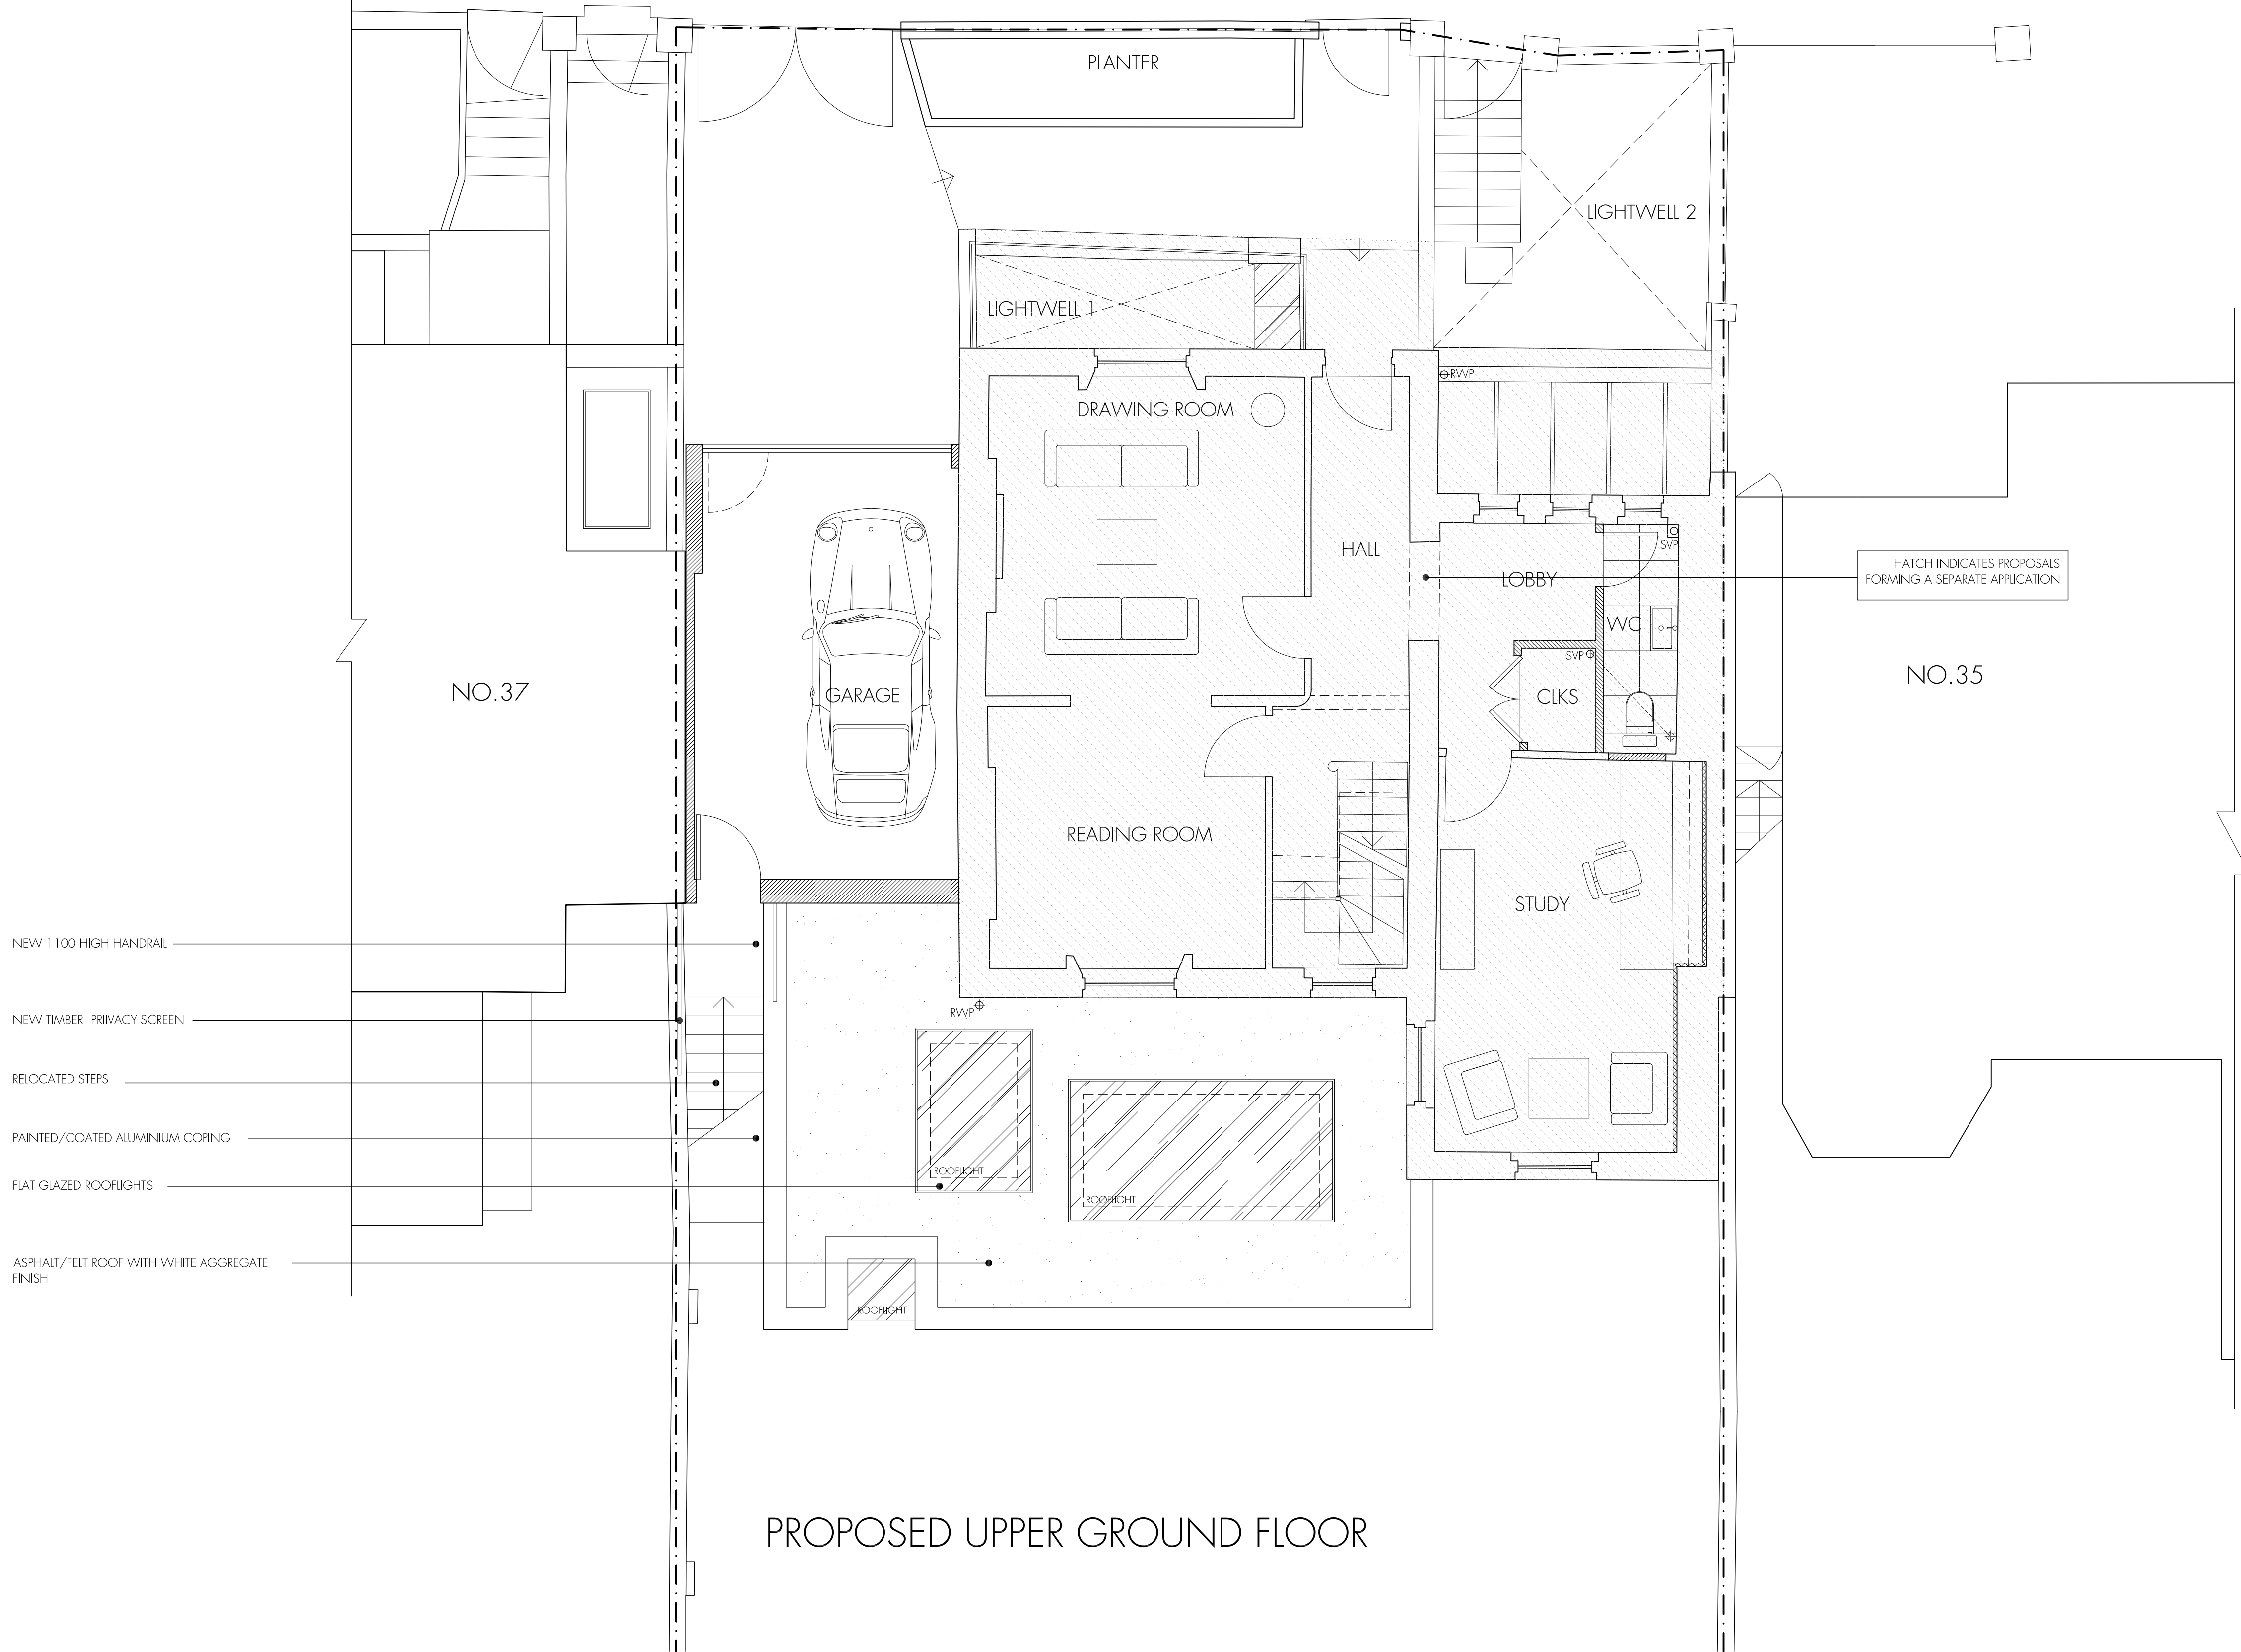 PLANTER
LIGHTWELL 2
LIGHTWELL 1
RWP
DRAWING ROOM
HALL
SVP
LOBBY
HATCH INDICATES PROPOSALS
FORMING A SEPARATE APPLICATION
WC
SVP
NO.37
GARAGE
CLKS
NO.35
READING ROOM
STUDY
NEW 1100 HIGH HANDRAIL
RWP
NEW TIMBER PRIIVACY SCREEN
RELOCATED STEPS
PAINTED/COATED ALUMINIUM COPING
ROOFLIGHT
FLAT GLAZED ROOFLIGHTS
ROOFLIGHT
ASPHALT/FELT ROOF WITH WHITE AGGREGATE
FINISH
ROOFLIGHT
PROPOSED UPPER GROUND FLOOR